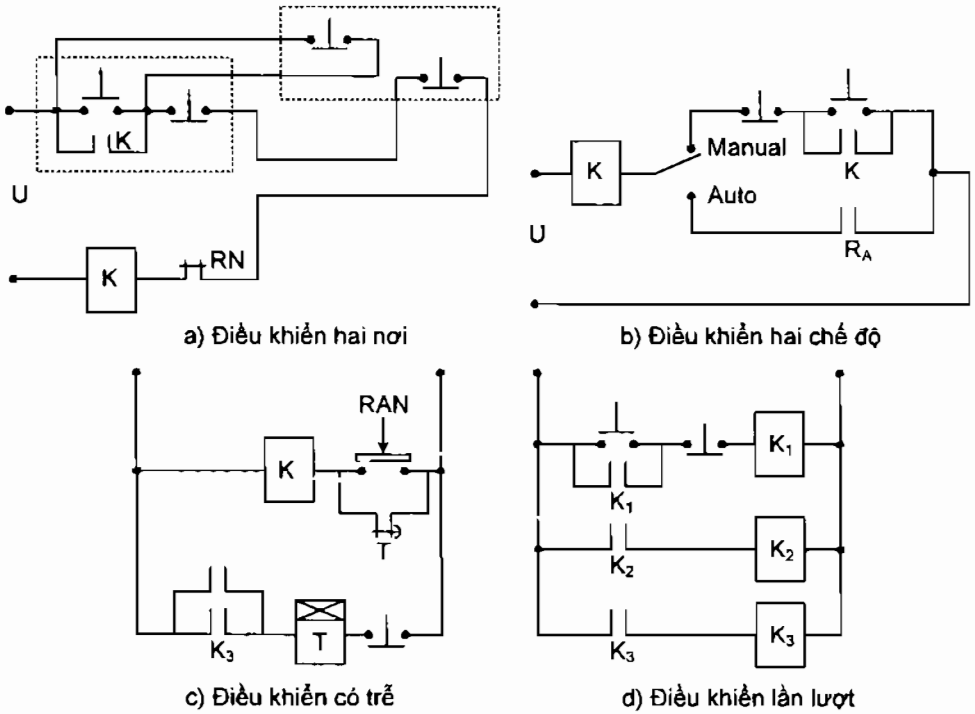 K
U
K
RN
a) Điều khiển hai nơi
K
Manual
K
Auto
U
R_A
b) Điều khiển hai chế độ
RAN
K
T
K₃
T
c) Điều khiển có trễ
K₁
K₁
K₂
K₂
K₃
K₃
d) Điều khiển lần lượt